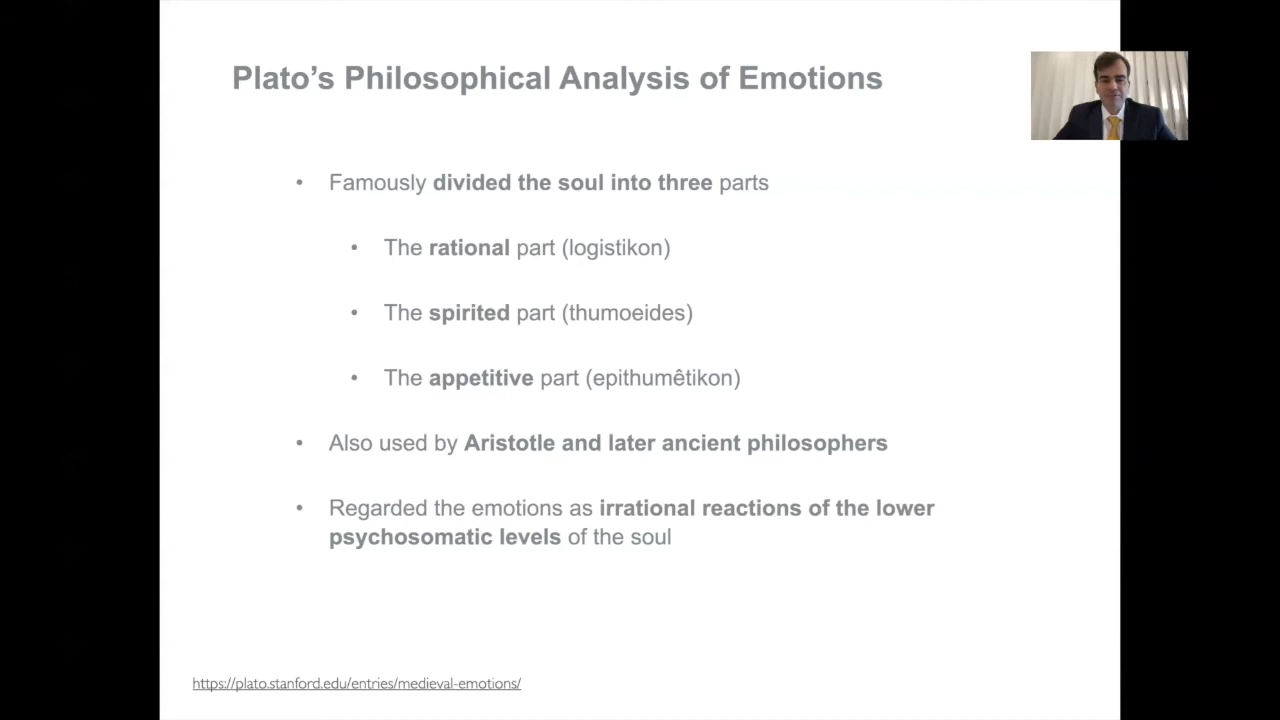 Plato’s Philosophical Analysis of Emotions
• Famously divided the soul into three parts
• The rational part (logistikon)
• The spirited part (thumoeides)
• The appetitive part (epithumêtikon)
• Also used by Aristotle and later ancient philosophers
• Regarded the emotions as irrational reactions of the lower
psychosomatic levels of the soul
https://plato.stanford.edu/entries/medieval-emotions/